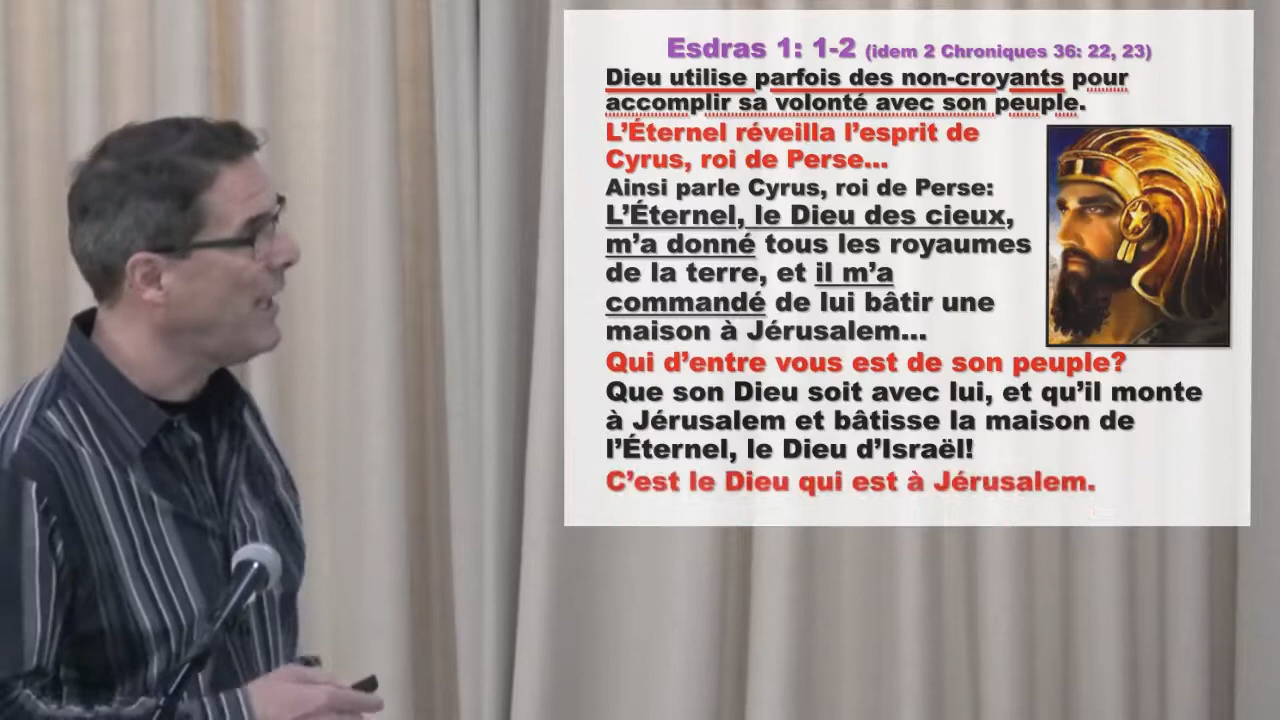 Esdras 1: 1-2 (idem 2 Chroniques 36: 22, 23)
Dieu utilise parfois des non-croyants pour
accomplir sa volonté avec son peuple.
L’Éternel réveilla l’esprit de
Cyrus, roi de Perse...
Ainsi parle Cyrus, roi de Perse:
L’Éternel, le Dieu des cieux,
m’a donné tous les royaumes
de la terre, et il m’a
commandé de lui bâtir une
maison à Jérusalem...
Qui d’entre vous est de son peuple?
Que son Dieu soit avec lui, et qu’il monte
à Jérusalem et bâtisse la maison de
l’Éternel, le Dieu d’Israël!
C’est le Dieu qui est à Jérusalem.